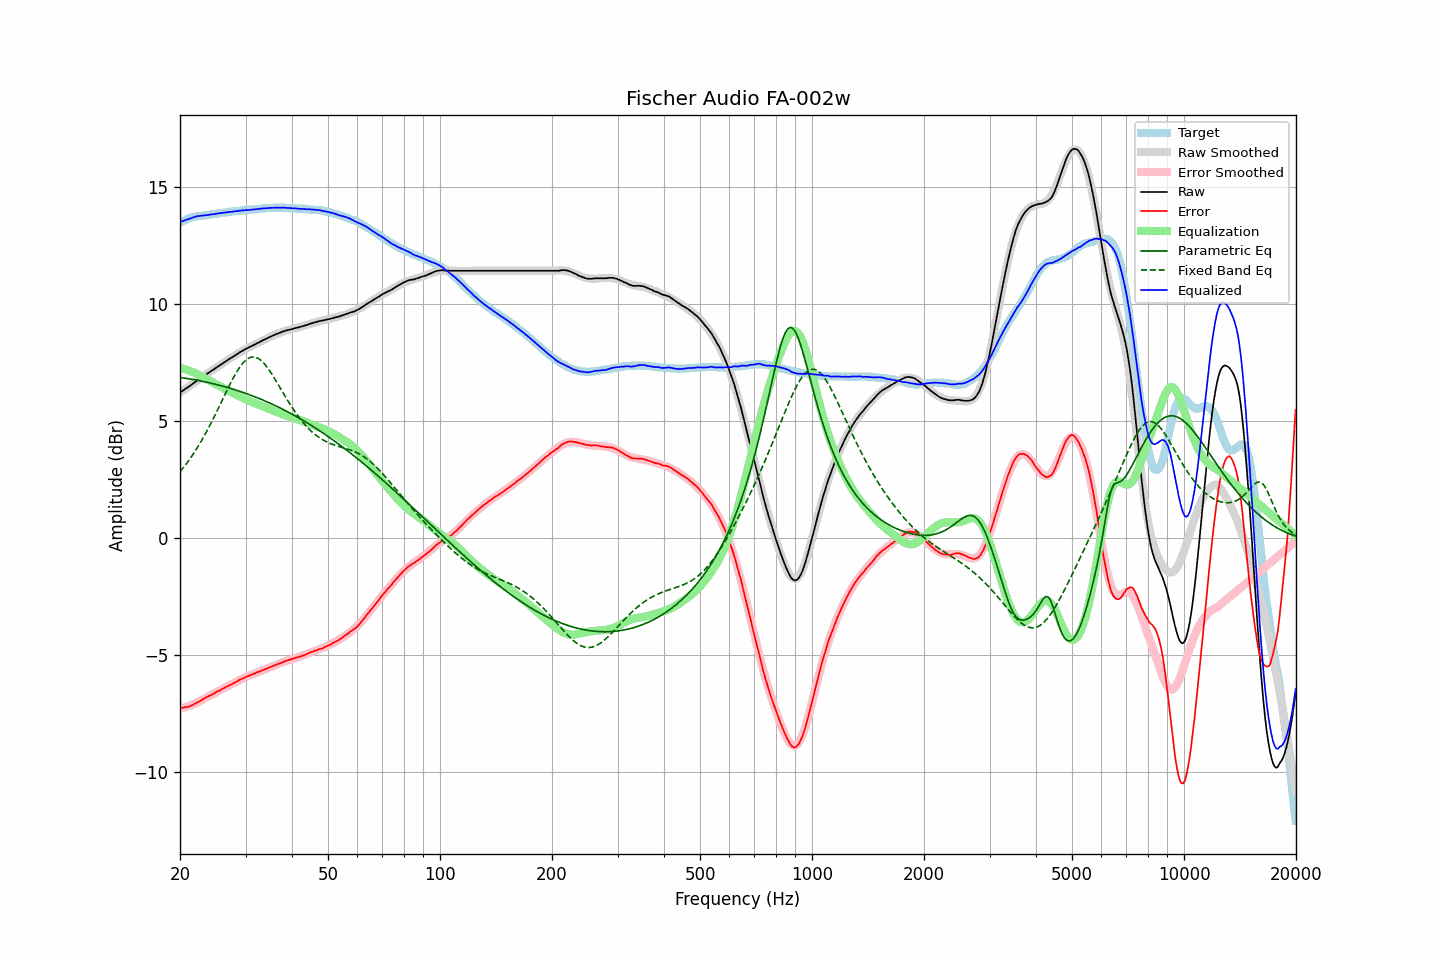 Fischer Audio FA-002w
Target
Raw Smoothed
Error Smoothed
Raw
Error
Equalization
Parametric Eq
Fixed Band Eq
Equalized
Amplitude (dBr)
15
10
5
0
−5
−10
20 50 100 200 500 1000 2000 5000 10000 20000
Frequency (Hz)